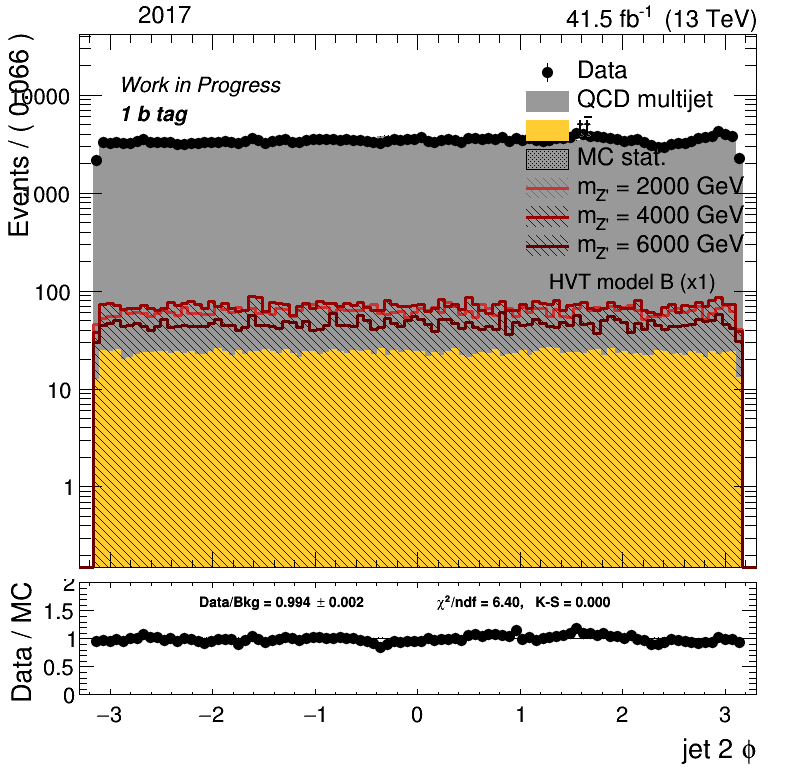 2017
41.5 fb-1 (13 TeV)
Events / ( 0.066 )
Work in Progress
1 b tag
Data
QCD multijet
tt̅
MC stat.
mZ' = 2000 GeV
mZ' = 4000 GeV
mZ' = 6000 GeV
HVT model B (x1)
10000
1000
100
10
1
Data / MC
Data/Bkg = 0.994 ± 0.002
χ²/ndf = 6.40, K-S = 0.000
2
1.5
1
0.5
0
−3 −2 −1 0 1 2 3
jet 2 ϕ